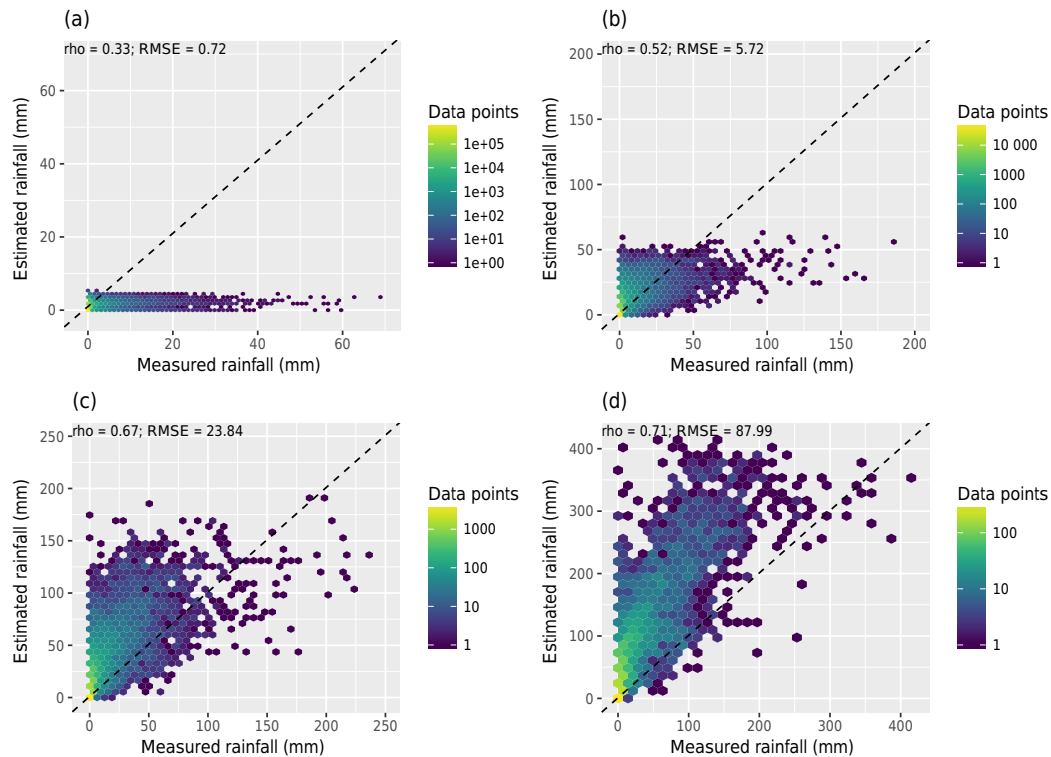 (a)
rho = 0.33; RMSE = 0.72
60
40
20
0
0
20
40
60
Estimated rainfall (mm)
Measured rainfall (mm)
Data points
1e+05
1e+04
1e+03
1e+02
1e+01
1e+00
(b)
rho = 0.52; RMSE = 5.72
200
150
100
50
0
0
50
100
150
200
Estimated rainfall (mm)
Measured rainfall (mm)
Data points
10 000
1000
100
10
1
(c)
rho = 0.67; RMSE = 23.84
250
200
150
100
50
0
0
50
100
150
200
250
Estimated rainfall (mm)
Measured rainfall (mm)
Data points
1000
100
10
1
(d)
rho = 0.71; RMSE = 87.99
400
300
200
100
0
0
100
200
300
400
Estimated rainfall (mm)
Measured rainfall (mm)
Data points
100
10
1